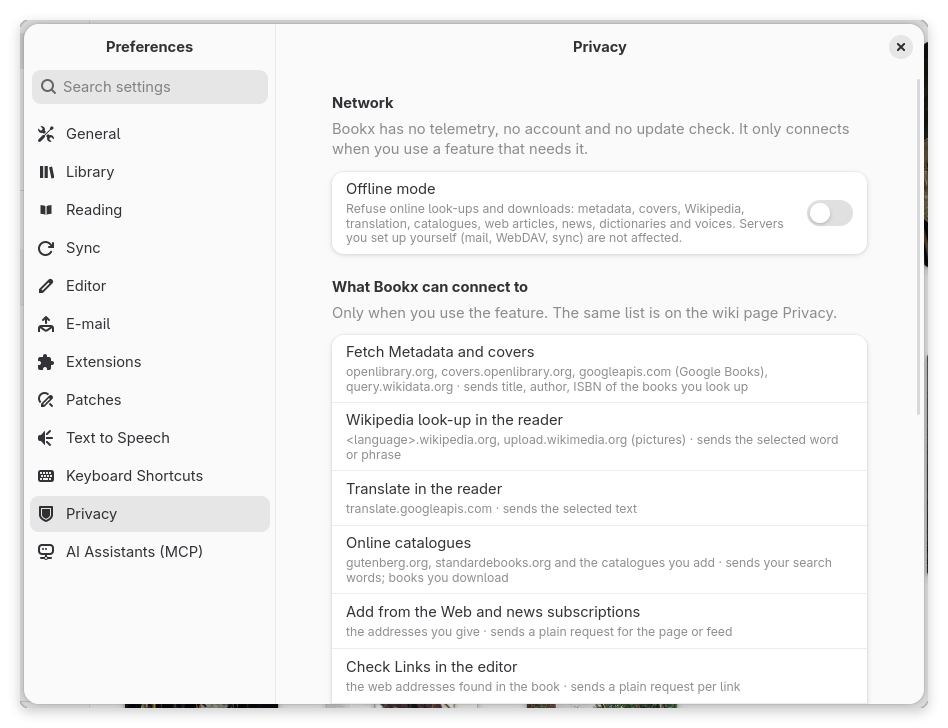 Preferences
Search settings
General
Library
Reading
Sync
Editor
E-mail
Extensions
Patches
Text to Speech
Keyboard Shortcuts
Privacy
AI Assistants (MCP)
Privacy
Network
Bookx has no telemetry, no account and no update check. It only connects
when you use a feature that needs it.
Offline mode
Refuse online look-ups and downloads: metadata, covers, Wikipedia,
translation, catalogues, web articles, news, dictionaries and voices. Servers
you set up yourself (mail, WebDAV, sync) are not affected.
What Bookx can connect to
Only when you use the feature. The same list is on the wiki page Privacy.
Fetch Metadata and covers
openlibrary.org, covers.openlibrary.org, googleapis.com (Google Books),
query.wikidata.org · sends title, author, ISBN of the books you look up
Wikipedia look-up in the reader
<language>.wikipedia.org, upload.wikimedia.org (pictures) · sends the selected word
or phrase
Translate in the reader
translate.googleapis.com · sends the selected text
Online catalogues
gutenberg.org, standardebooks.org and the catalogues you add · sends your search
words; books you download
Add from the Web and news subscriptions
the addresses you give · sends a plain request for the page or feed
Check Links in the editor
the web addresses found in the book · sends a plain request per link